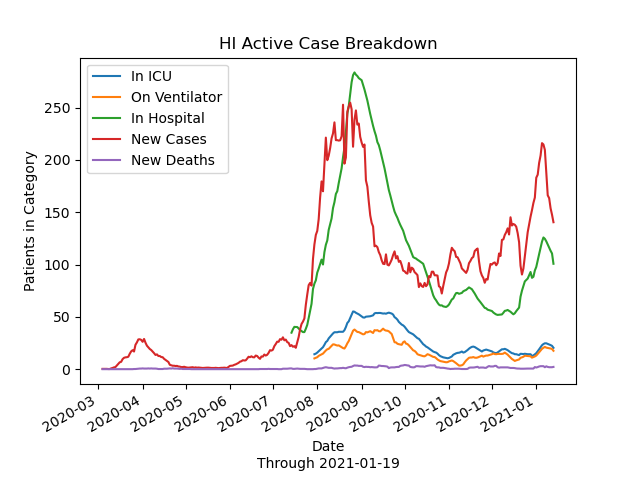 HI Active Case Breakdown
In ICU
On Ventilator
In Hospital
New Cases
New Deaths
Patients in Category
250
200
150
100
50
0
2020-03
2020-04
2020-05
2020-06
2020-07
2020-08
2020-09
2020-10
2020-11
2020-12
2021-01
Date
Through 2021-01-19